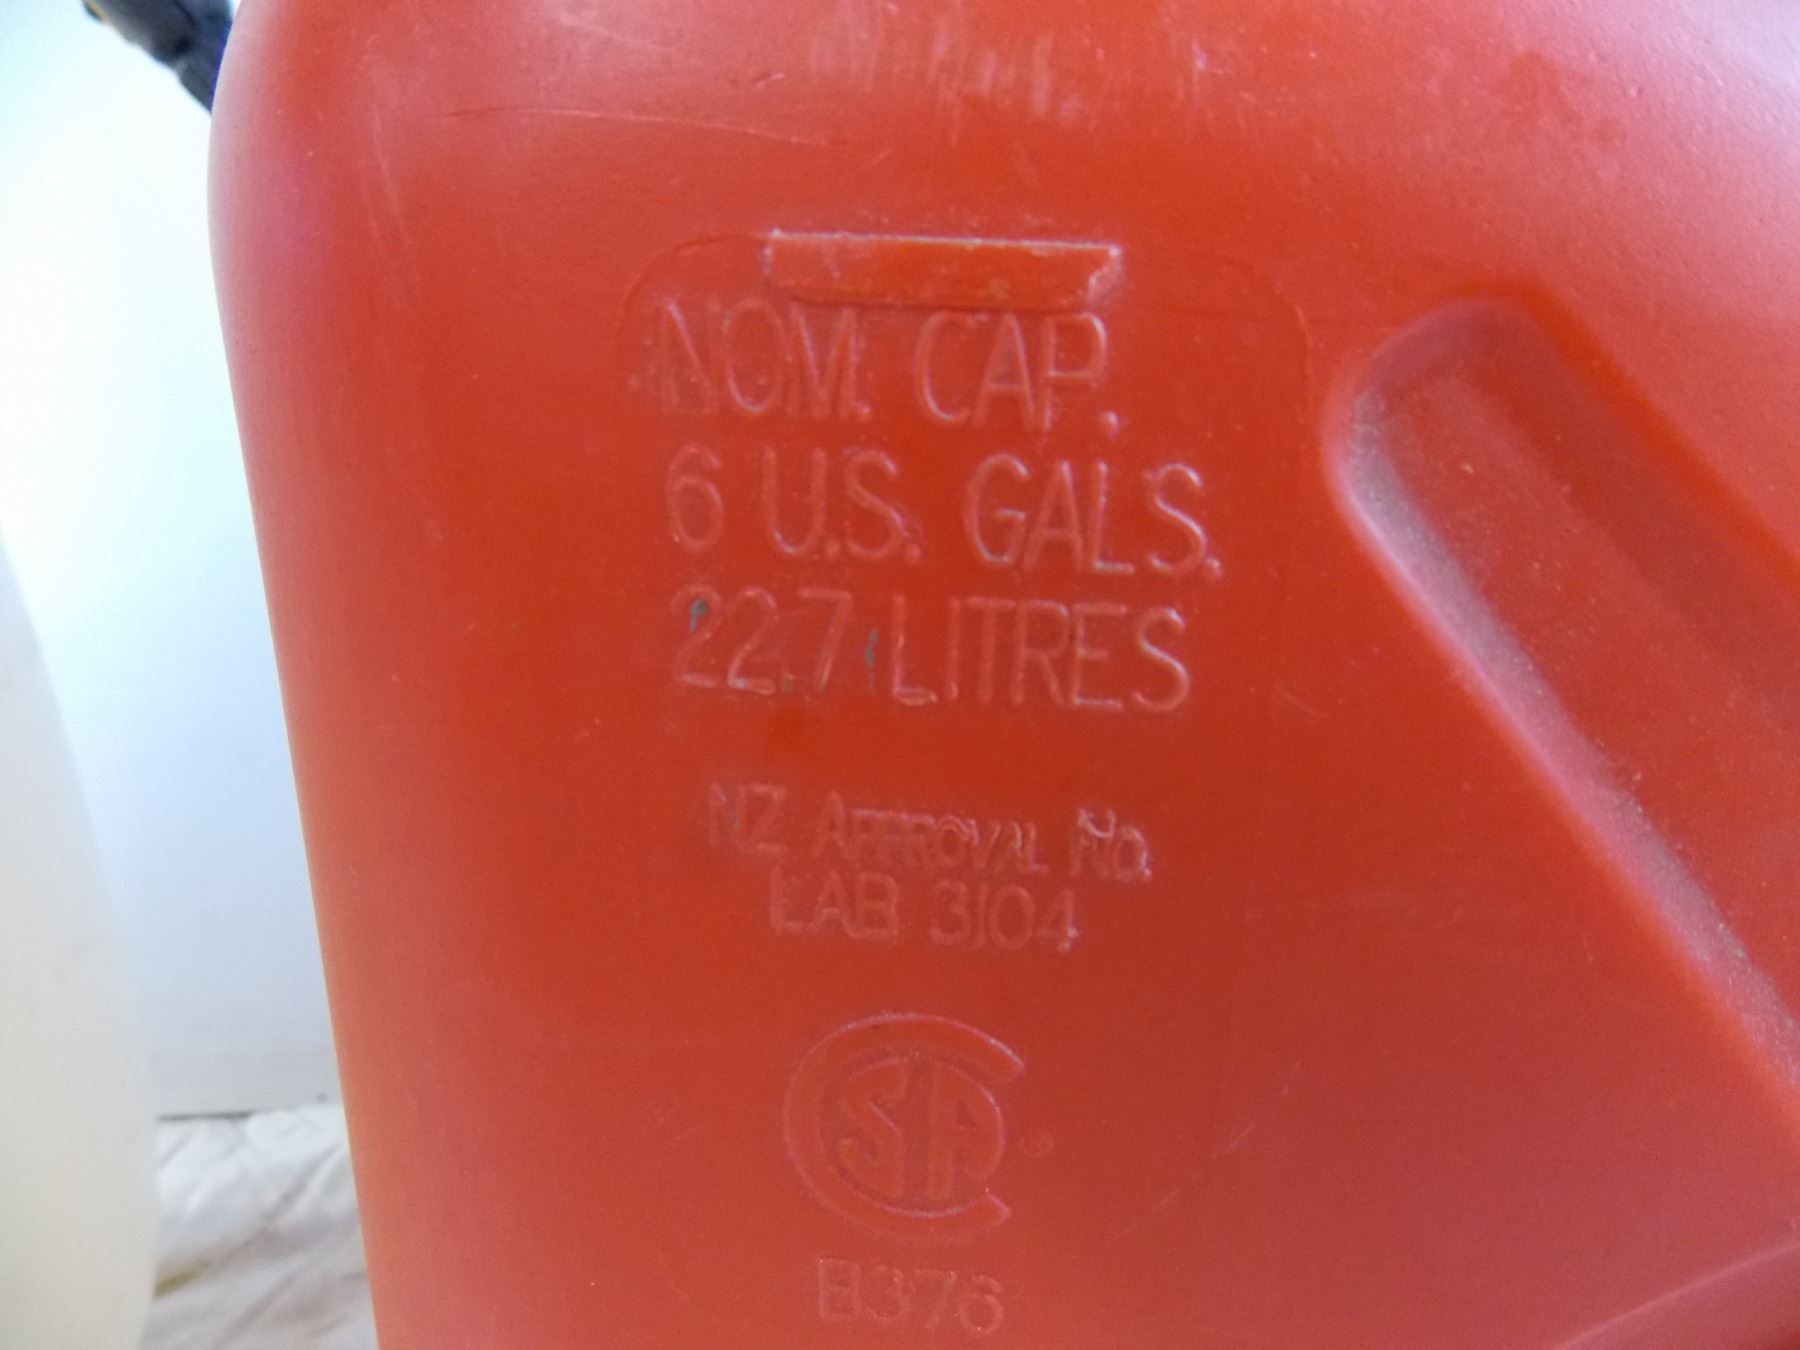 NOM. CAP.
6 U.S. GALS.
22.7 LITRES
NZ APPROVAL NO.
LAB 3104
CSA ®
B376